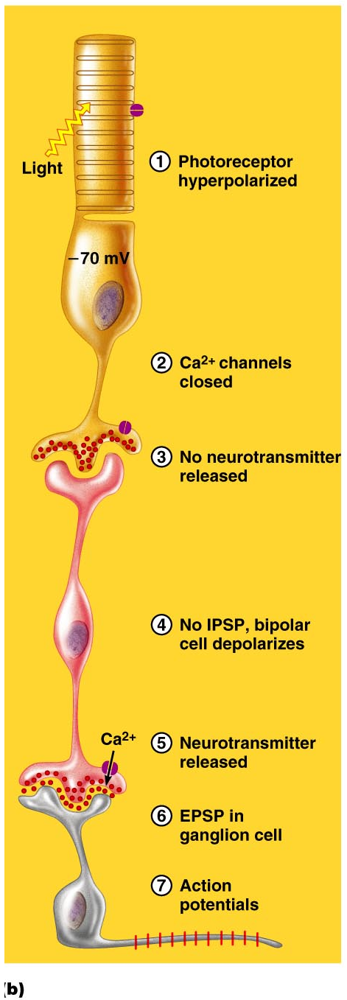 Light
1 Photoreceptor
hyperpolarized
−70 mV
2 Ca2+ channels
closed
3 No neurotransmitter
released
4 No IPSP, bipolar
cell depolarizes
Ca2+
5 Neurotransmitter
released
6 EPSP in
ganglion cell
7 Action
potentials
(b)